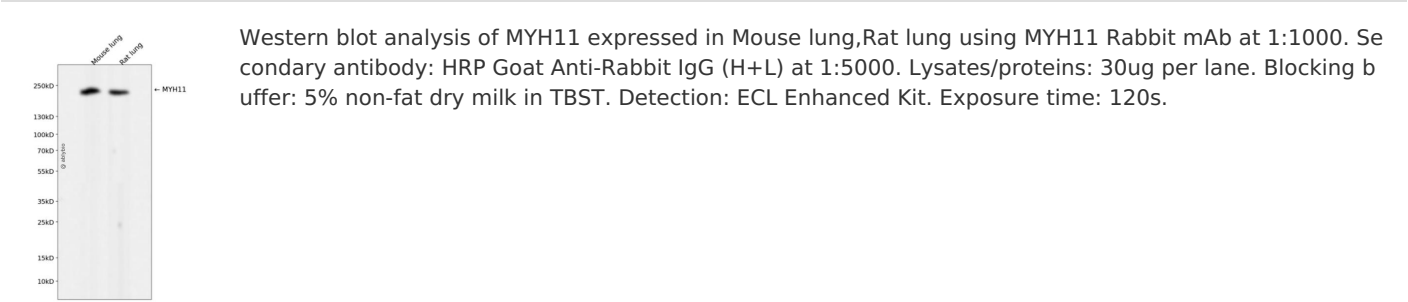 Mouse lung
Rat lung
250kD
← MYH11
130kD
100kD
70kD
55kD
35kD
25kD
15kD
10kD
@ abiybio
Western blot analysis of MYH11 expressed in Mouse lung,Rat lung using MYH11 Rabbit mAb at 1:1000. Se
condary antibody: HRP Goat Anti-Rabbit IgG (H+L) at 1:5000. Lysates/proteins: 30ug per lane. Blocking b
uffer: 5% non-fat dry milk in TBST. Detection: ECL Enhanced Kit. Exposure time: 120s.